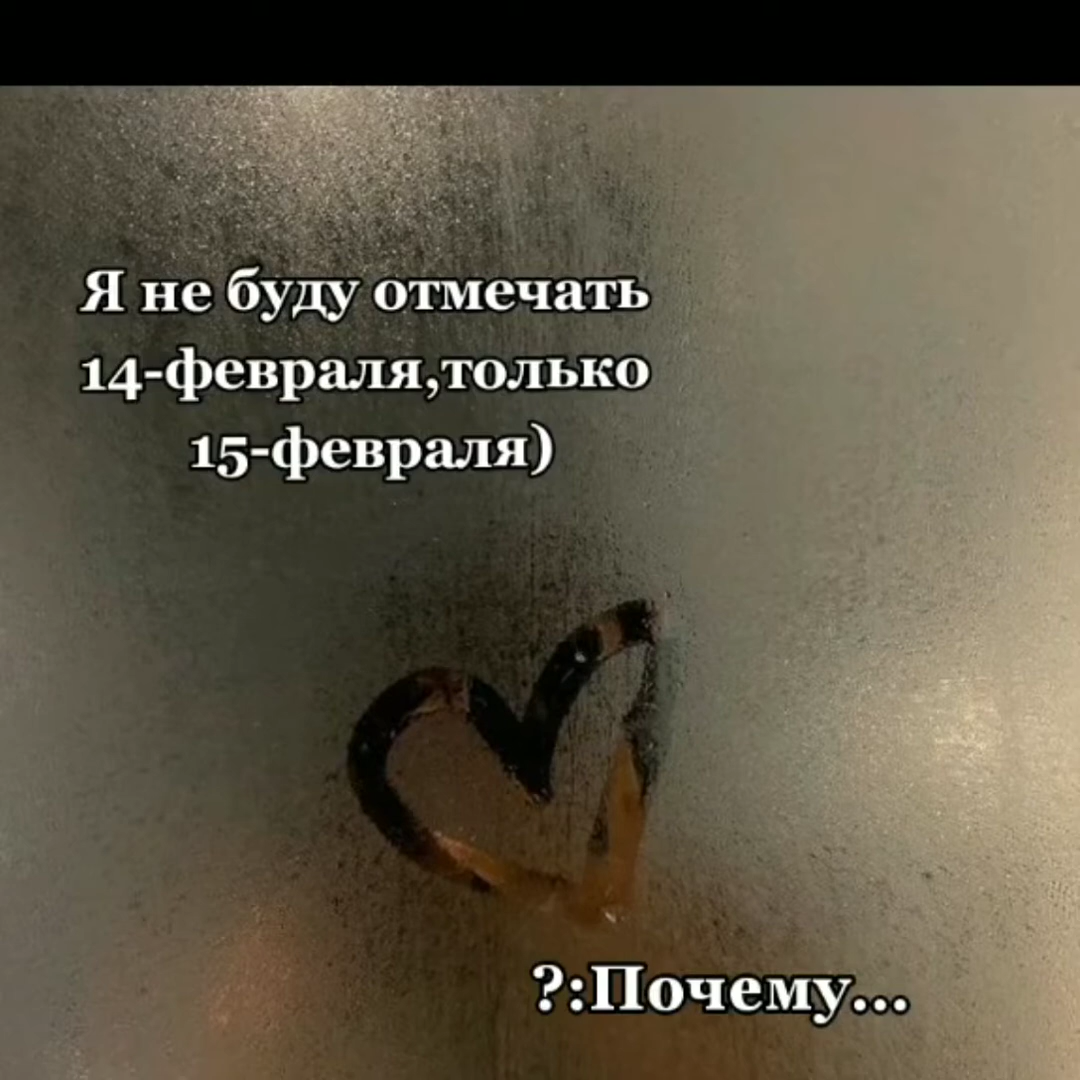 Я не буду отмечать
14-февраля,только
15-февраля)
?:Почему...